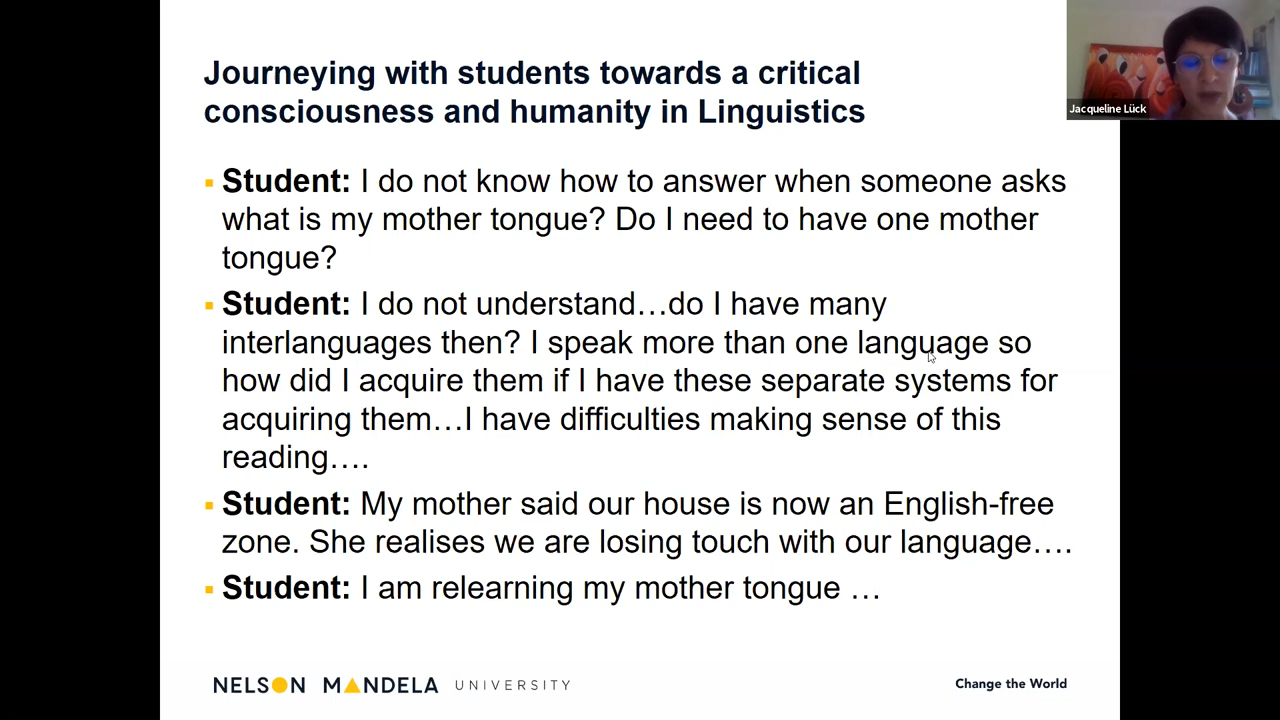 Journeying with students towards a critical
consciousness and humanity in Linguistics
Jacqueline Lück
Student: I do not know how to answer when someone asks
what is my mother tongue? Do I need to have one mother
tongue?
Student: I do not understand…do I have many
interlanguages then? I speak more than one language so
how did I acquire them if I have these separate systems for
acquiring them…I have difficulties making sense of this
reading….
Student: My mother said our house is now an English-free
zone. She realises we are losing touch with our language….
Student: I am relearning my mother tongue …
NELSON MANDELA UNIVERSITY
Change the World